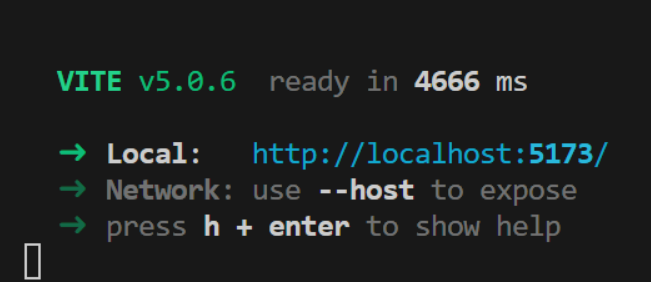 VITE v5.0.6 ready in 4666 ms
➜ Local: http://localhost:5173/
➜ Network: use --host to expose
➜ press h + enter to show help